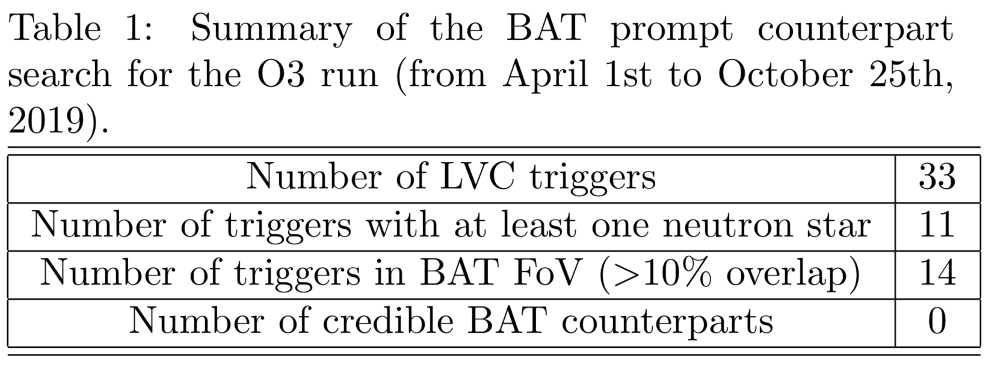 Table 1: Summary of the BAT prompt counterpart
search for the O3 run (from April 1st to October 25th,
2019).
Number of LVC triggers 33
Number of triggers with at least one neutron star 11
Number of triggers in BAT FoV (>10% overlap) 14
Number of credible BAT counterparts 0